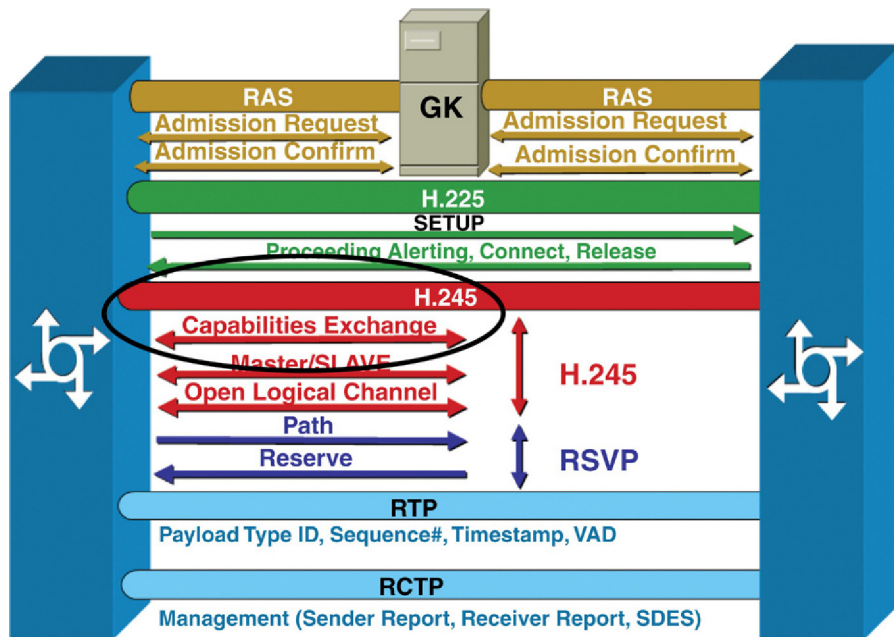 GK
RAS
RAS
Admission Request
Admission Request
Admission Confirm
Admission Confirm
H.225
SETUP
Proceeding Alerting, Connect, Release
H.245
Capabilities Exchange
Master/SLAVE
Open Logical Channel
H.245
Path
Reserve
RSVP
RTP
Payload Type ID, Sequence#, Timestamp, VAD
RCTP
Management (Sender Report, Receiver Report, SDES)